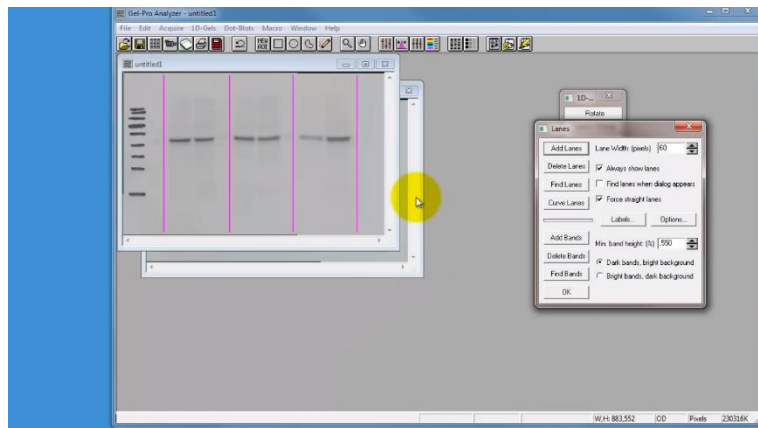 Gel-Pro Analyzer - untitled1
File Edit Acquire 1D-Gels Dot-Blots Macro Window Help
untitled1
1D-...
Rotate
Lanes
Add Lanes Lane Width: (pixels) 60
Delete Lanes Always show lanes
Find Lanes Find lanes when dialog appears
Curve Lanes Force straight lanes
Labels... Options...
Add Bands Min. band height: (%) .550
Delete Bands Dark bands, bright background
Find Bands Bright bands, dark background
OK
W,H: 883,552 OD Pixels 230316K